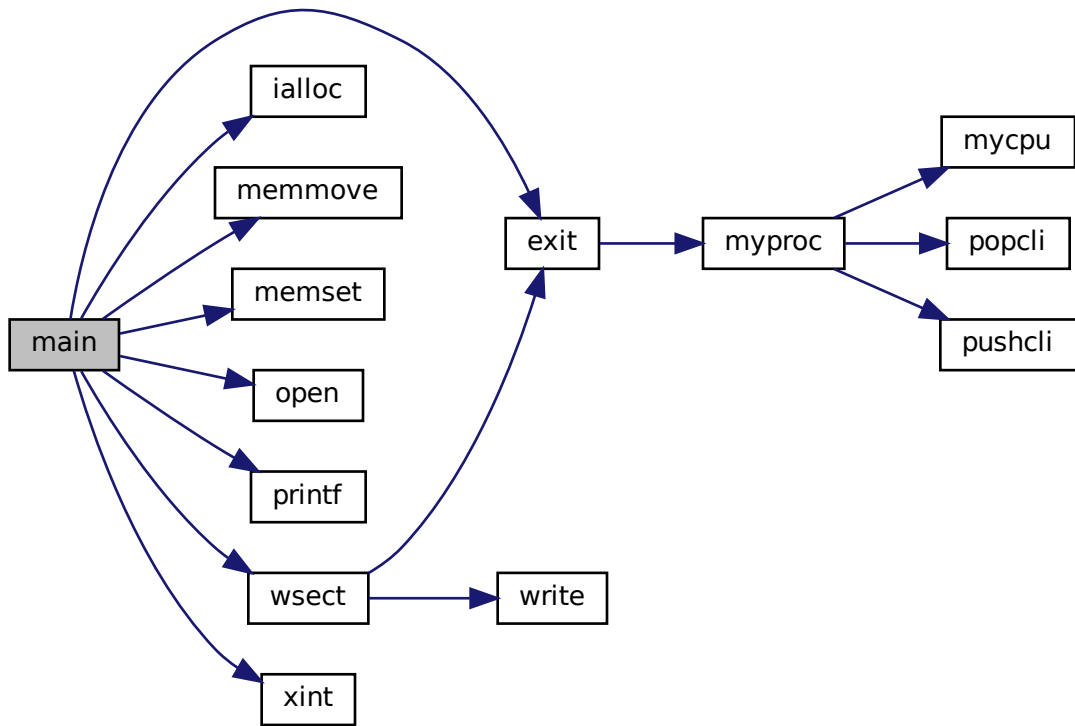 main
ialloc
memmove
memset
open
printf
wsect
xint
exit
write
myproc
mycpu
popcli
pushcli